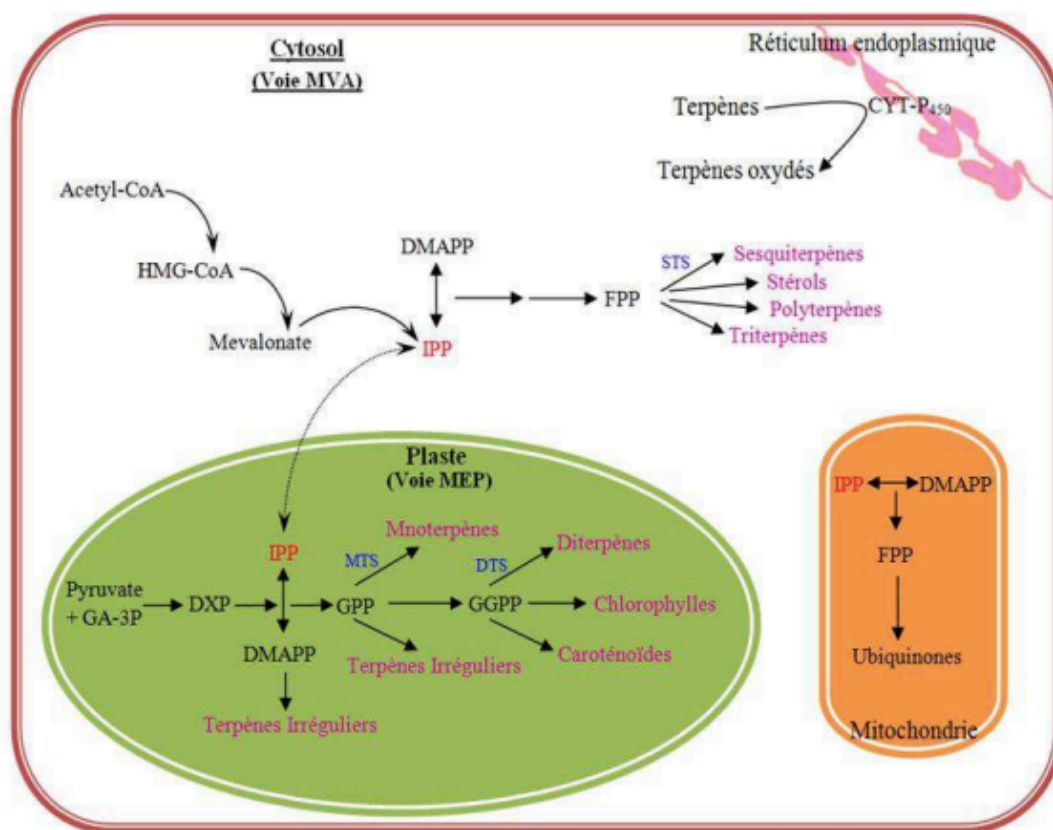 Cytosol
(Voie MVA)
Réticulum endoplasmique
Terpènes
CYT-P450
Terpènes oxydés
Acetyl-CoA
HMG-CoA
Mevalonate
DMAPP
IPP
FPP
STS
Sesquiterpènes
Stérols
Polyterpènes
Triterpènes
Plaste
(Voie MEP)
IPP
Pyruvate
+ GA-3P
DXP
DMAPP
Terpènes Irréguliers
GPP
MTS
Mnoterpènes
Terpènes Irréguliers
GGPP
DTS
Diterpènes
Chlorophylles
Caroténoïdes
IPP
DMAPP
FPP
Ubiquinones
Mitochondrie